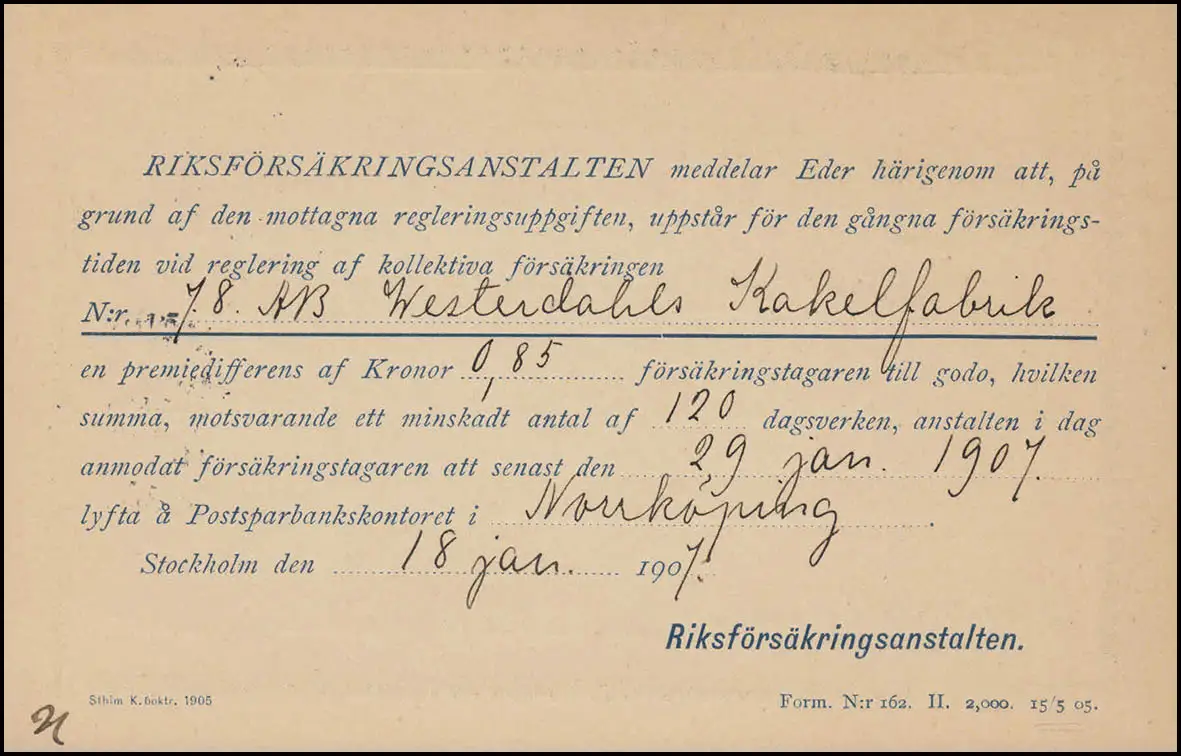 RIKSFÖRSÄKRINGSANSTALTEN meddelar Eder härigenom att, på
grund af den mottagna regleringsuppgiften, uppstår för den gångna försäkrings-
tiden vid reglering af kollektiva försäkringen
N:r 78. AB Westerdahls Kakelfabrik
en premiedifferens af Kronor 0,85 försäkringstagaren till godo, hvilken
summa, motsvarande ett minskadt antal af 120 dagsverken, anstalten i dag
anmodat försäkringstagaren att senast den 29 jan. 1907.
lyfta å Postsparbankskontoret i Norrköping.
Stockholm den 18 jan. 1907.
Riksförsäkringsanstalten.
Sthlm K. boktr. 1905
Form. N:r 162. II. 2,000. 15/5 05.